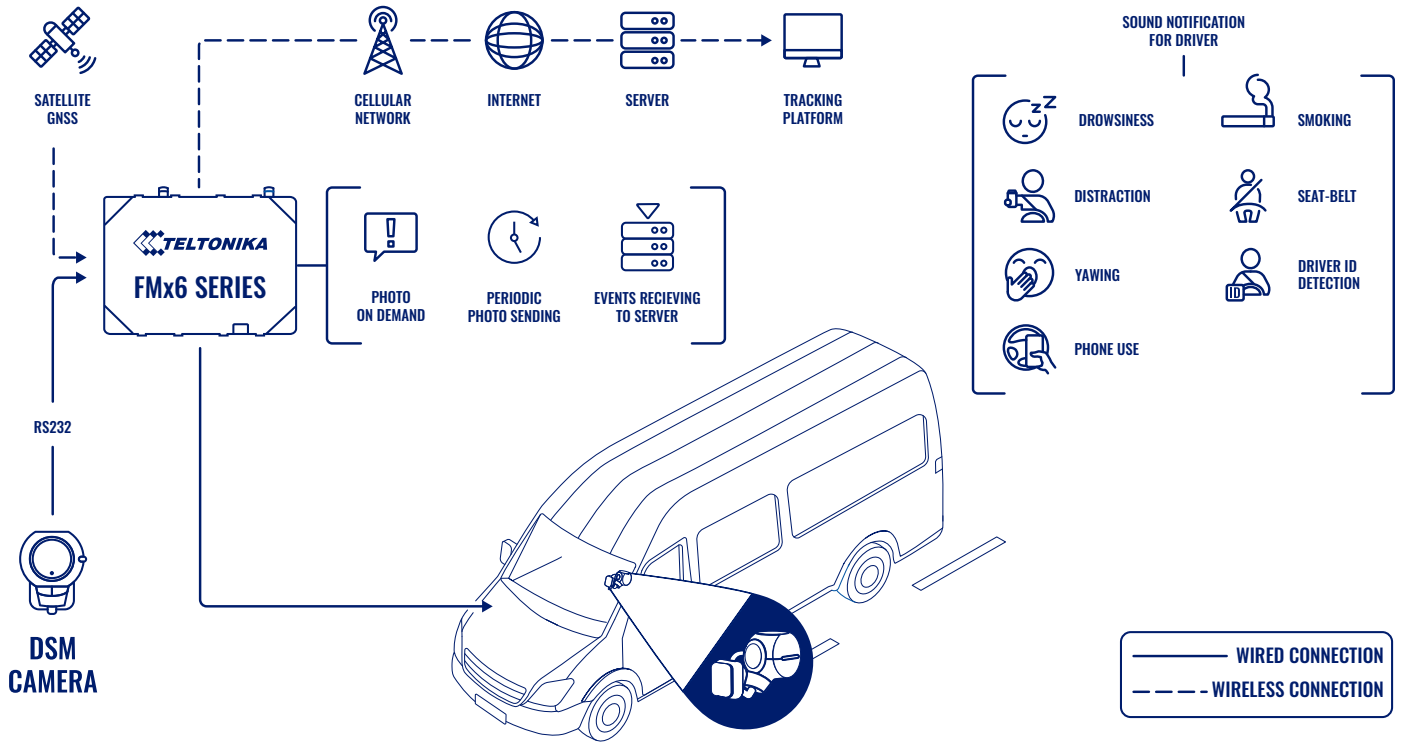 SATELLITE
GNSS
CELLULAR
NETWORK
INTERNET
SERVER
TRACKING
PLATFORM
SOUND NOTIFICATION
FOR DRIVER
zZ
DROWSINESS
SMOKING
DISTRACTION
SEAT-BELT
YAWING
ID
DRIVER ID
DETECTION
PHONE USE
TELTONIKA
FMx6 SERIES
!
PHOTO
ON DEMAND
PERIODIC
PHOTO SENDING
EVENTS RECIEVING
TO SERVER
RS232
DSM
CAMERA
WIRED CONNECTION
WIRELESS CONNECTION